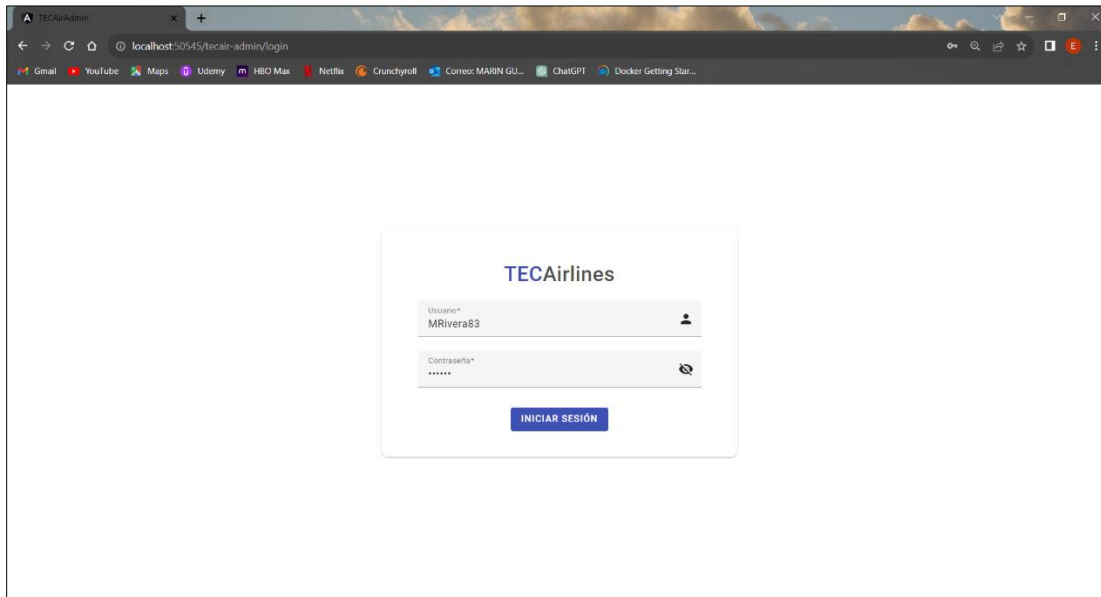 TECAirAdmin
localhost:50545/tecair-admin/login
E
Gmail YouTube Maps Udemy HBO Max Netflix Crunchyroll Correo: MARIN GU... ChatGPT Docker Getting Star...
TECAirlines
Usuario*
MRivera83
Contraseña*
••••••
INICIAR SESIÓN